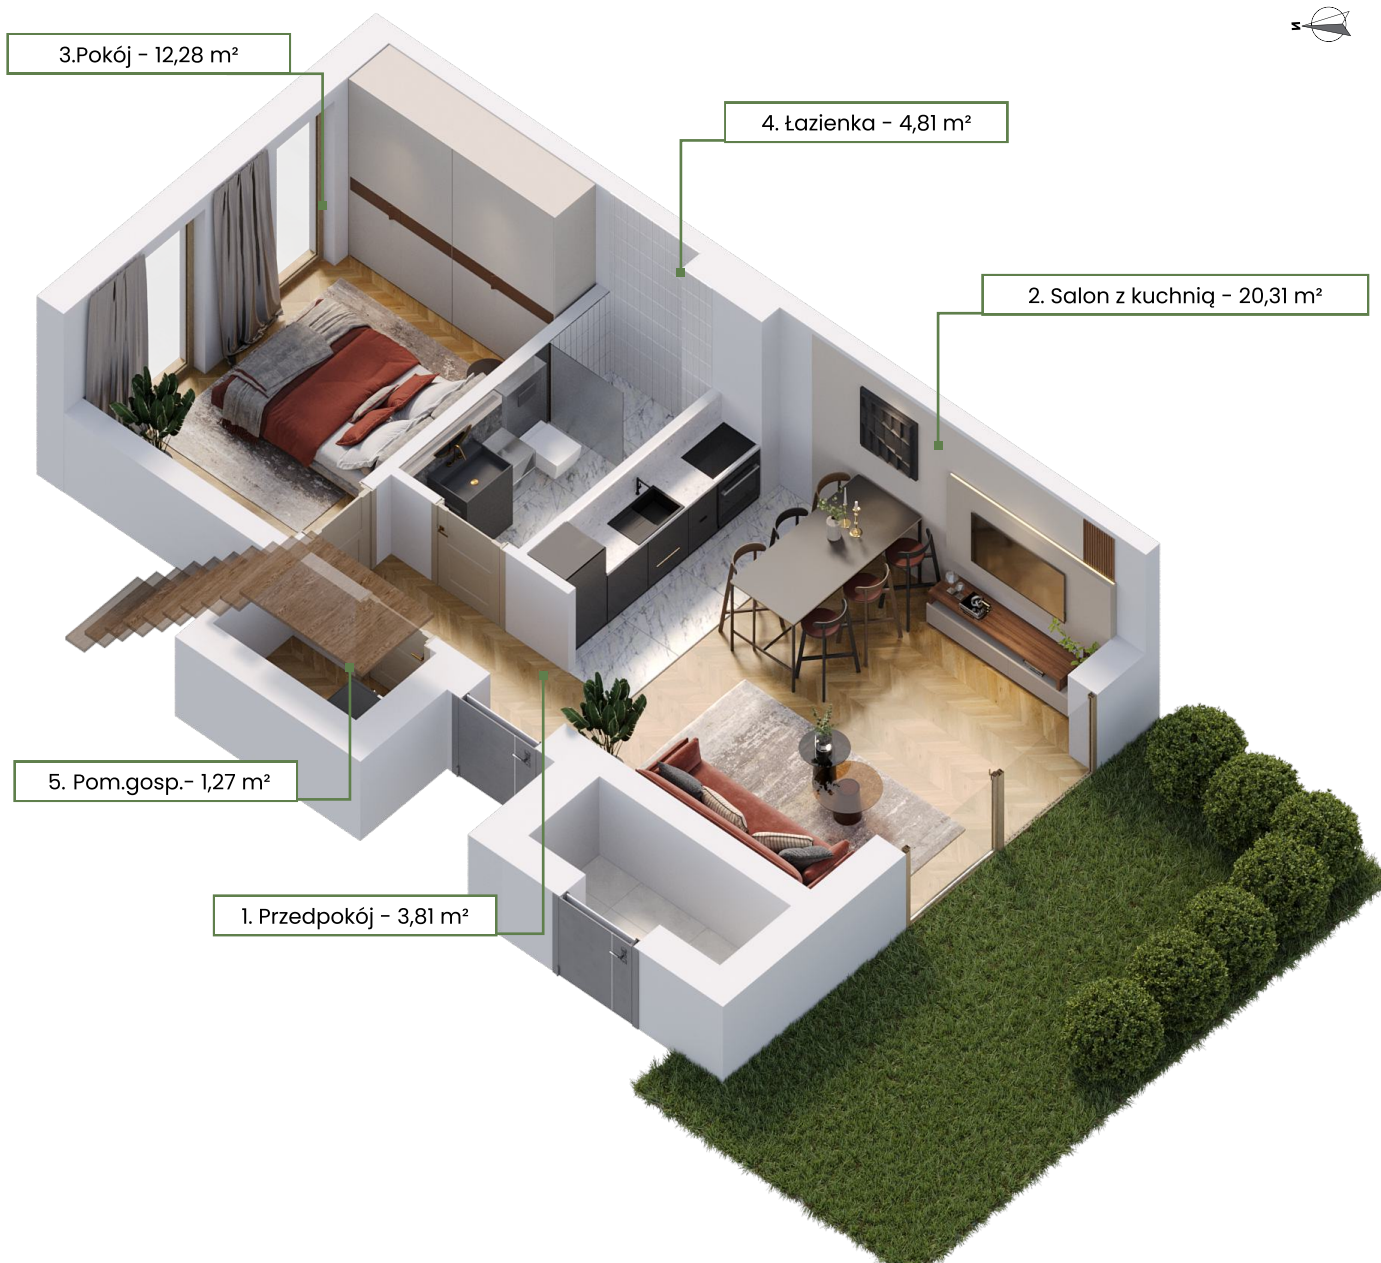 N
3.Pokój - 12,28 m²
4. Łazienka - 4,81 m²
2. Salon z kuchnią - 20,31 m²
5. Pom.gosp.- 1,27 m²
1. Przedpokój - 3,81 m²